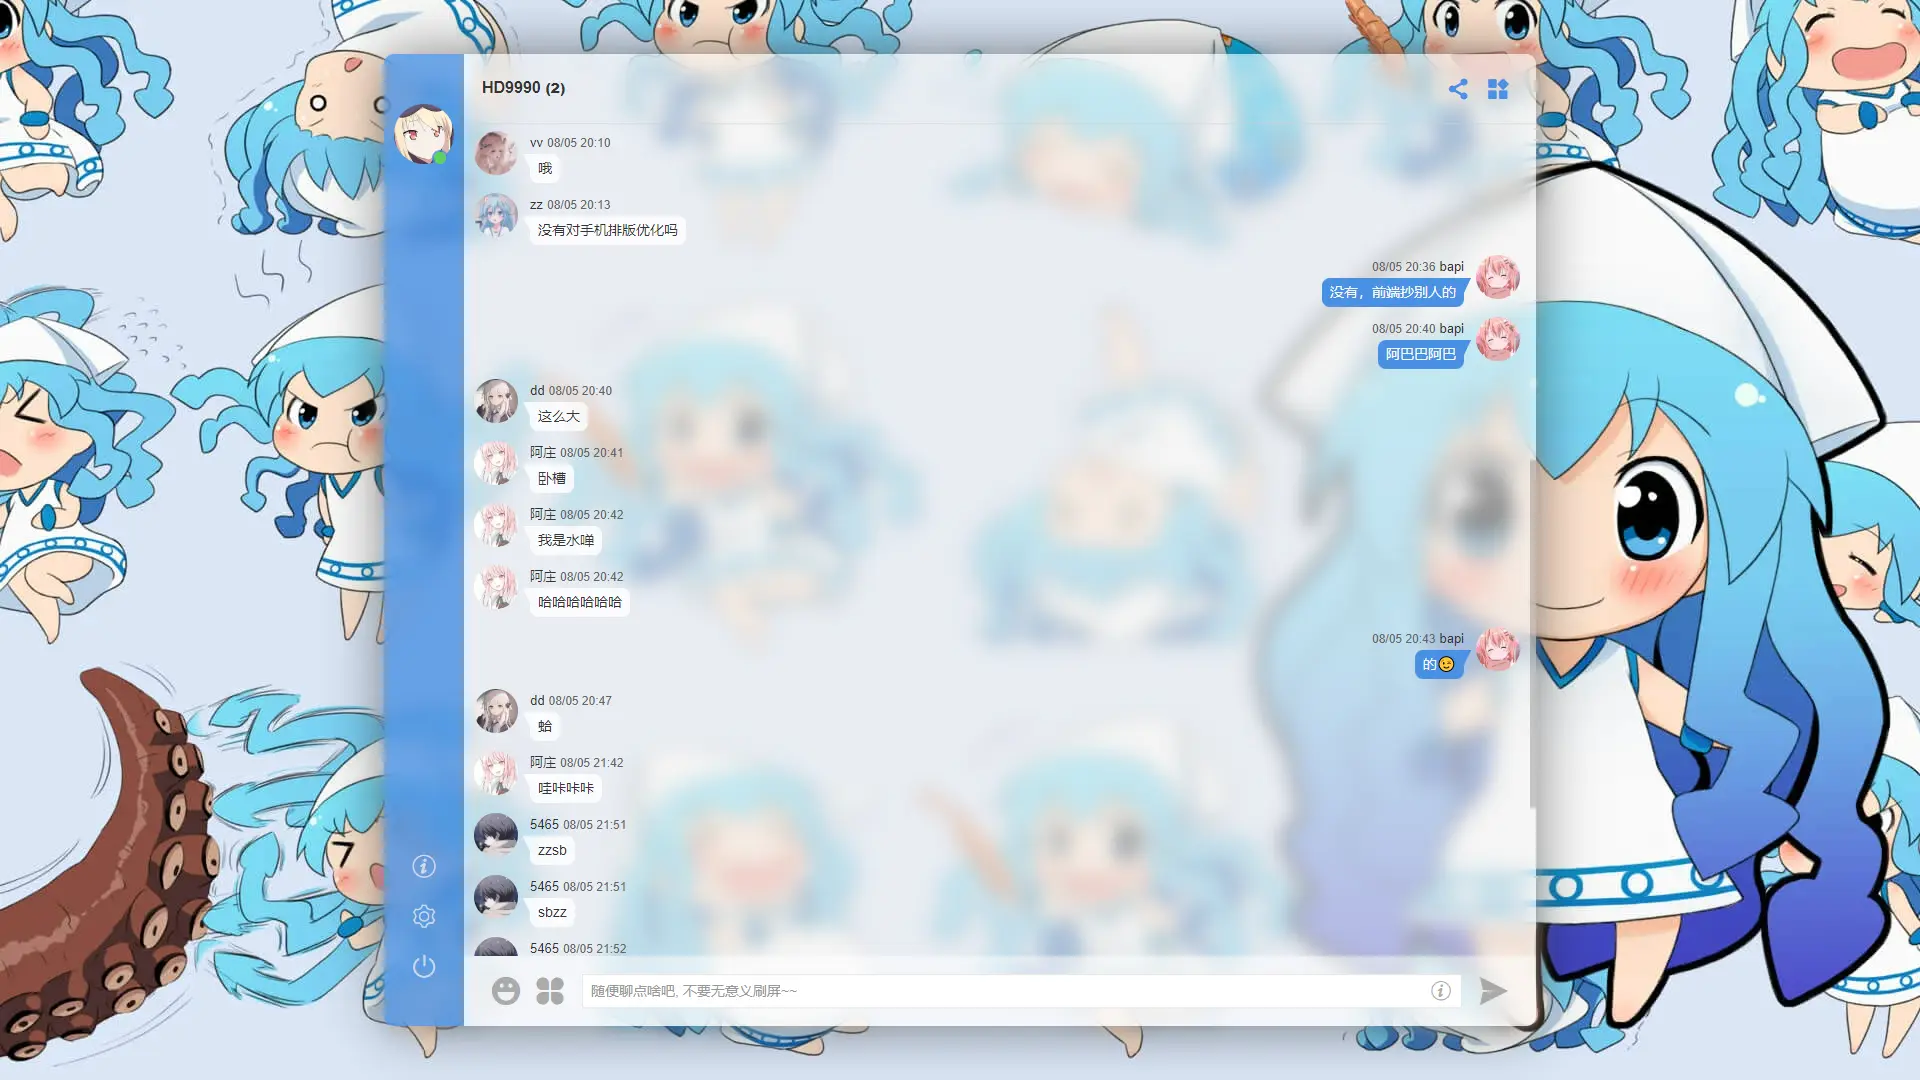 HD9990 (2)
vv 08/05 20:10
哦
zz 08/05 20:13
没有对手机排版优化吗
08/05 20:36 bapi
没有，前端抄别人的
08/05 20:40 bapi
阿巴巴阿巴
dd 08/05 20:40
这么大
阿庄 08/05 20:41
卧槽
阿庄 08/05 20:42
我是水啴
阿庄 08/05 20:42
哈哈哈哈哈哈
08/05 20:43 bapi
的😉
dd 08/05 20:47
蛤
阿庄 08/05 21:42
哇咔咔咔
5465 08/05 21:51
zzsb
5465 08/05 21:51
sbzz
5465 08/05 21:52
随便聊点啥吧, 不要无意义刷屏~~